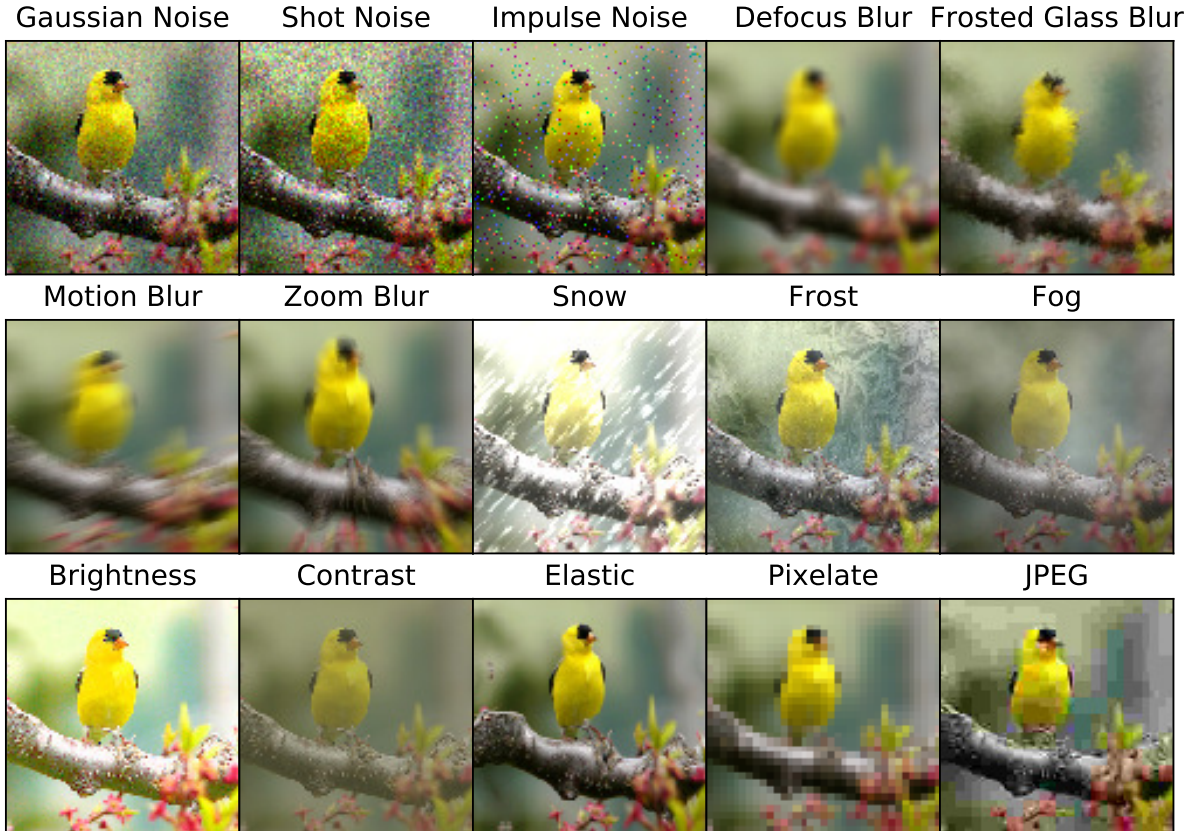 Gaussian Noise Shot Noise Impulse Noise Defocus Blur Frosted Glass Blur
Motion Blur Zoom Blur Snow Frost Fog
Brightness Contrast Elastic Pixelate JPEG